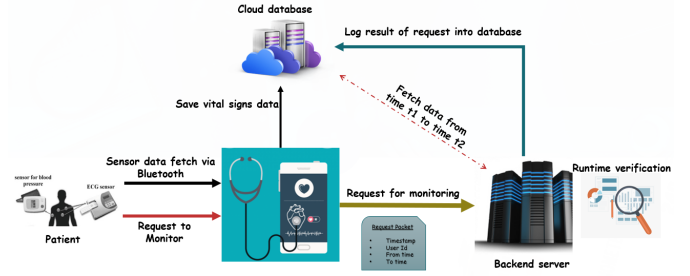 Cloud database
Log result of request into database
Save vital signs data
Fetch data from
time t1 to time t2
Sensor data fetch via
Bluetooth
sensor for blood
pressure
ECG sensor
Request to
Monitor
Patient
Request for monitoring
Request Packet
• Timestamp
• User Id
• From time
• To time
Runtime verification
Backend server